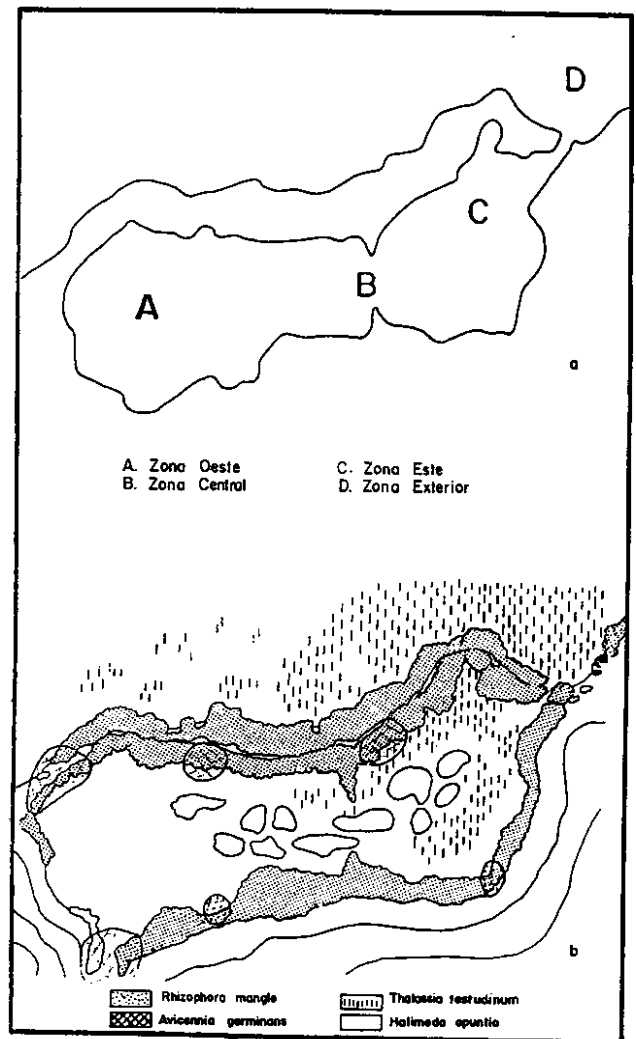 D
C
B
A
a
A. Zona Oeste C. Zona Este
B. Zona Central D. Zona Exterior
b
Rhizophora mangle Thalassia testudinum
Avicennia germinans Halimeda opuntia